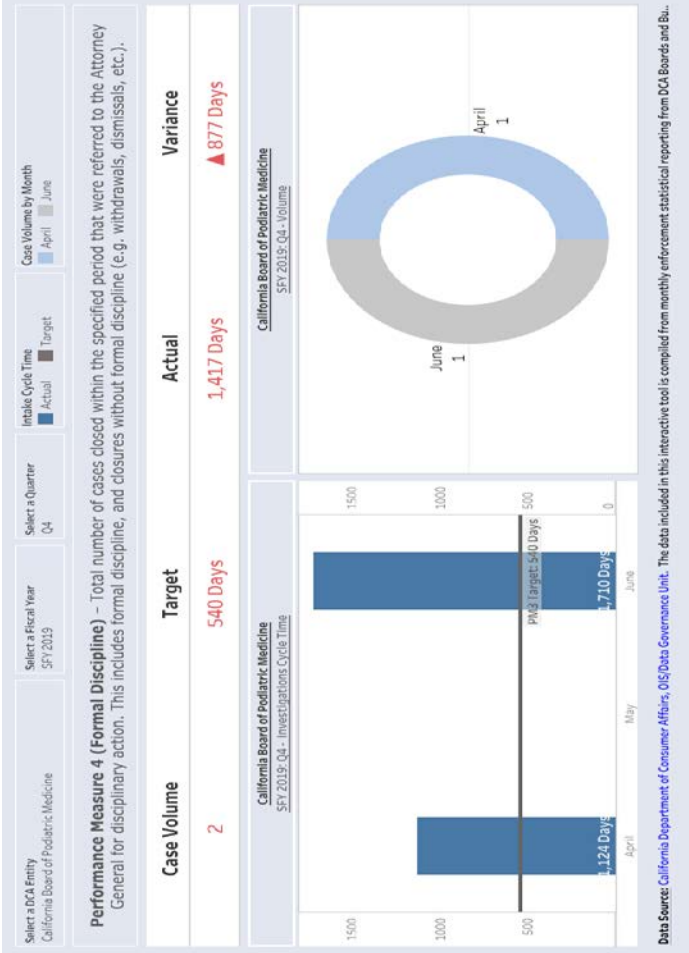 Select a DCA Entity
California Board of Podiatric Medicine
Select a Fiscal Year
SFY 2019
Select a Quarter
Q4
Intake Cycle Time
Actual Target
Case Volume by Month
April June
Performance Measure 4 (Formal Discipline) – Total number of cases closed within the specified period that were referred to the Attorney
General for disciplinary action. This includes formal discipline, and closures without formal discipline (e.g. withdrawals, dismissals, etc.).
Case Volume Target Actual Variance
2 540 Days 1,417 Days ▲877 Days
California Board of Podiatric Medicine
SFY 2019: Q4 - Investigations Cycle Time
1500 1500
1000 1000
500 500
0
PM3 Target: 540 Days
1,124 Days 1,710 Days
April May June
California Board of Podiatric Medicine
SFY 2019: Q4 - Volume
June
1
April
1
Data Source: California Department of Consumer Affairs, OIS/Data Governance Unit. The data included in this interactive tool is compiled from monthly enforcement statistical reporting from DCA Boards and Bu..